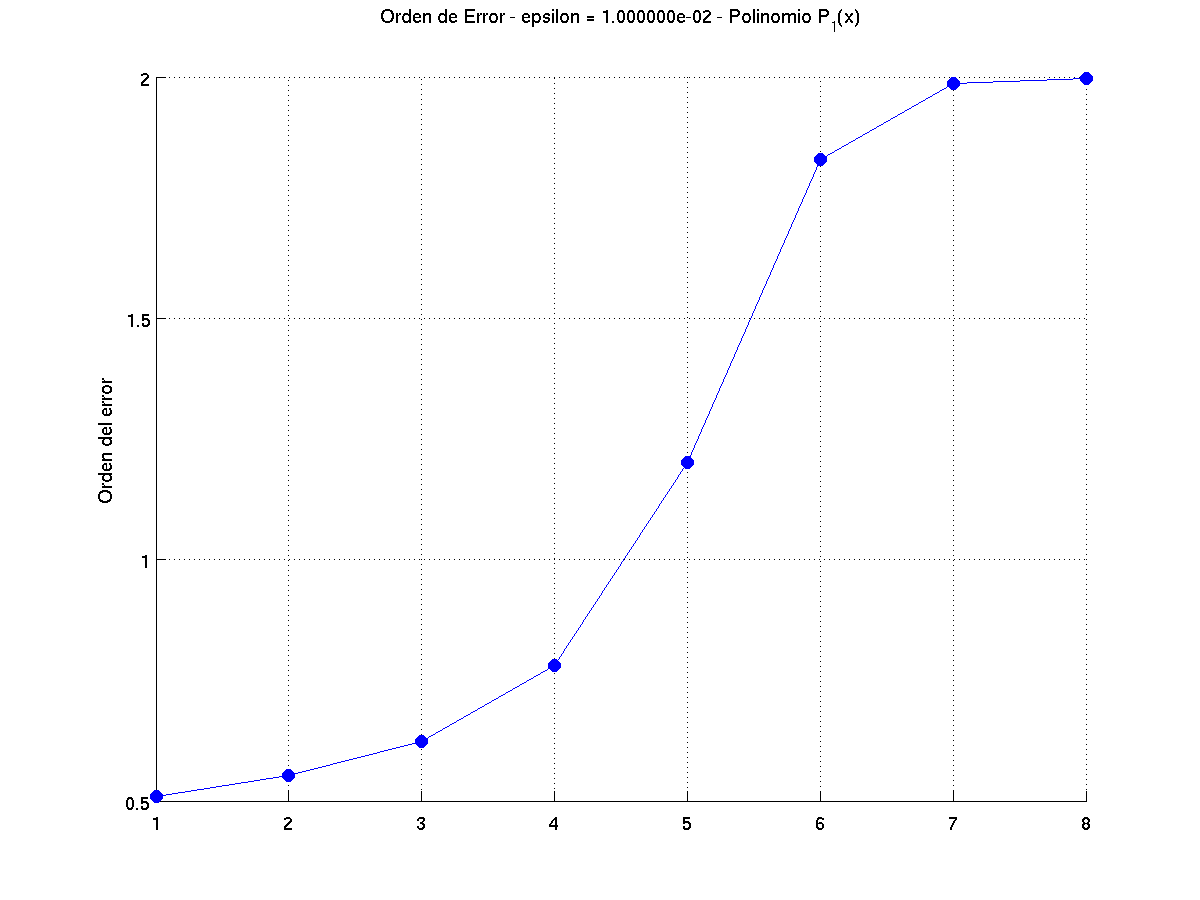 Orden de Error - epsilon = 1.000000e-02 - Polinomio P₁(x)
2
1.5
1
0.5
Orden del error
1 2 3 4 5 6 7 8